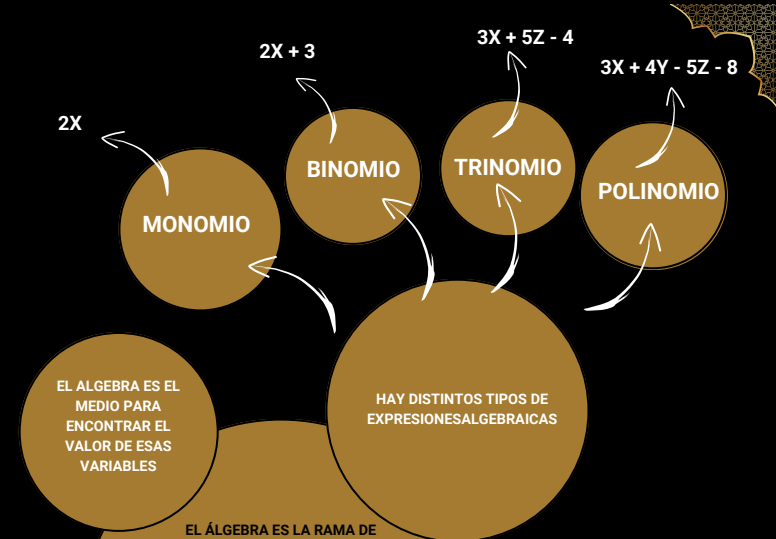 3X + 5Z - 4
2X + 3
3X + 4Y - 5Z - 8
2X
BINOMIO
TRINOMIO
POLINOMIO
MONOMIO
EL ALGEBRA ES EL
MEDIO PARA
ENCONTRAR EL
VALOR DE ESAS
VARIABLES
HAY DISTINTOS TIPOS DE
EXPRESIONESALGEBRAICAS
EL ÁLGEBRA ES LA RAMA DE